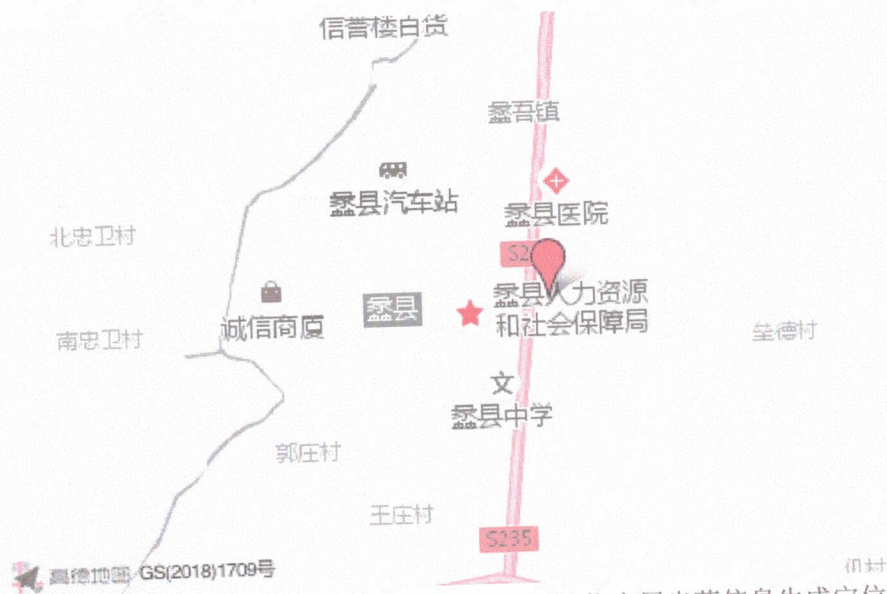 信誉楼白货
蠡吾镇
蠡县汽车站
蠡县医院
北忠卫村
S2
蠡县人力资源
和社会保障局
蠡县
诚信商厦
南忠卫村
垡德村
蠡县中学
郭庄村
王庄村
S235
高德地图 GS(2018)1709号